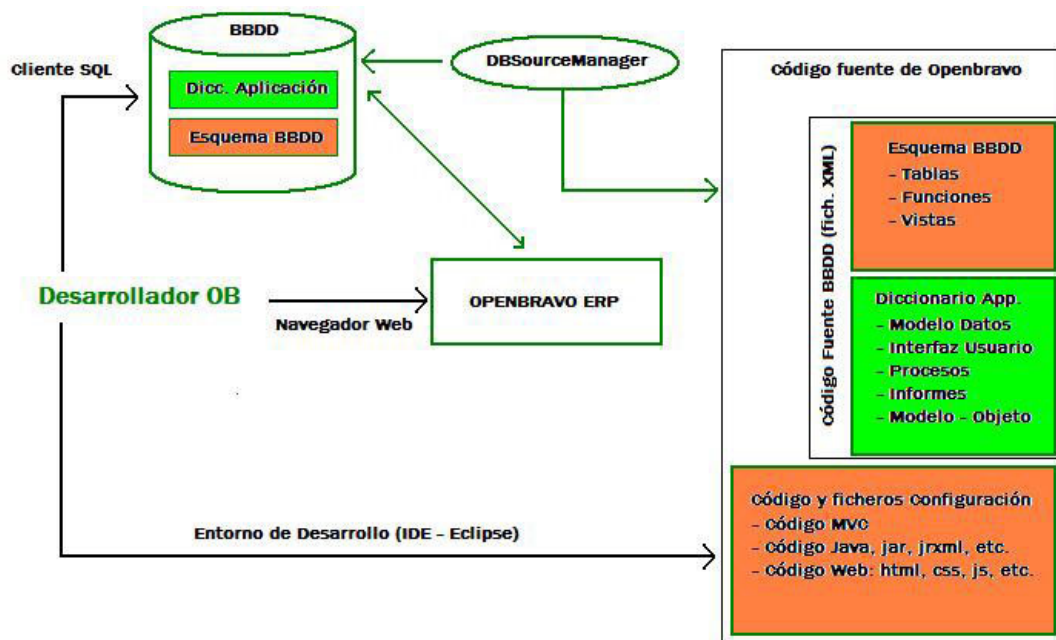 BBDD
Cliente SQL
Dicc. Aplicación
Esquema BBDD
DBSourceManager
Código fuente de Openbravo
Código Fuente BBDD (fich. XML)
Esquema BBDD
- Tablas
- Funciones
- Vistas
Diccionario App.
- Modelo Datos
- Interfaz Usuario
- Procesos
- Informes
- Modelo - Objeto
Desarrollador OB
Navegador Web
OPENBRAVO ERP
Entorno de Desarrollo (IDE - Eclipse)
Código y ficheros Configuración
- Código MVC
- Código Java, jar, jrxml, etc.
- Código Web: html, css, js, etc.